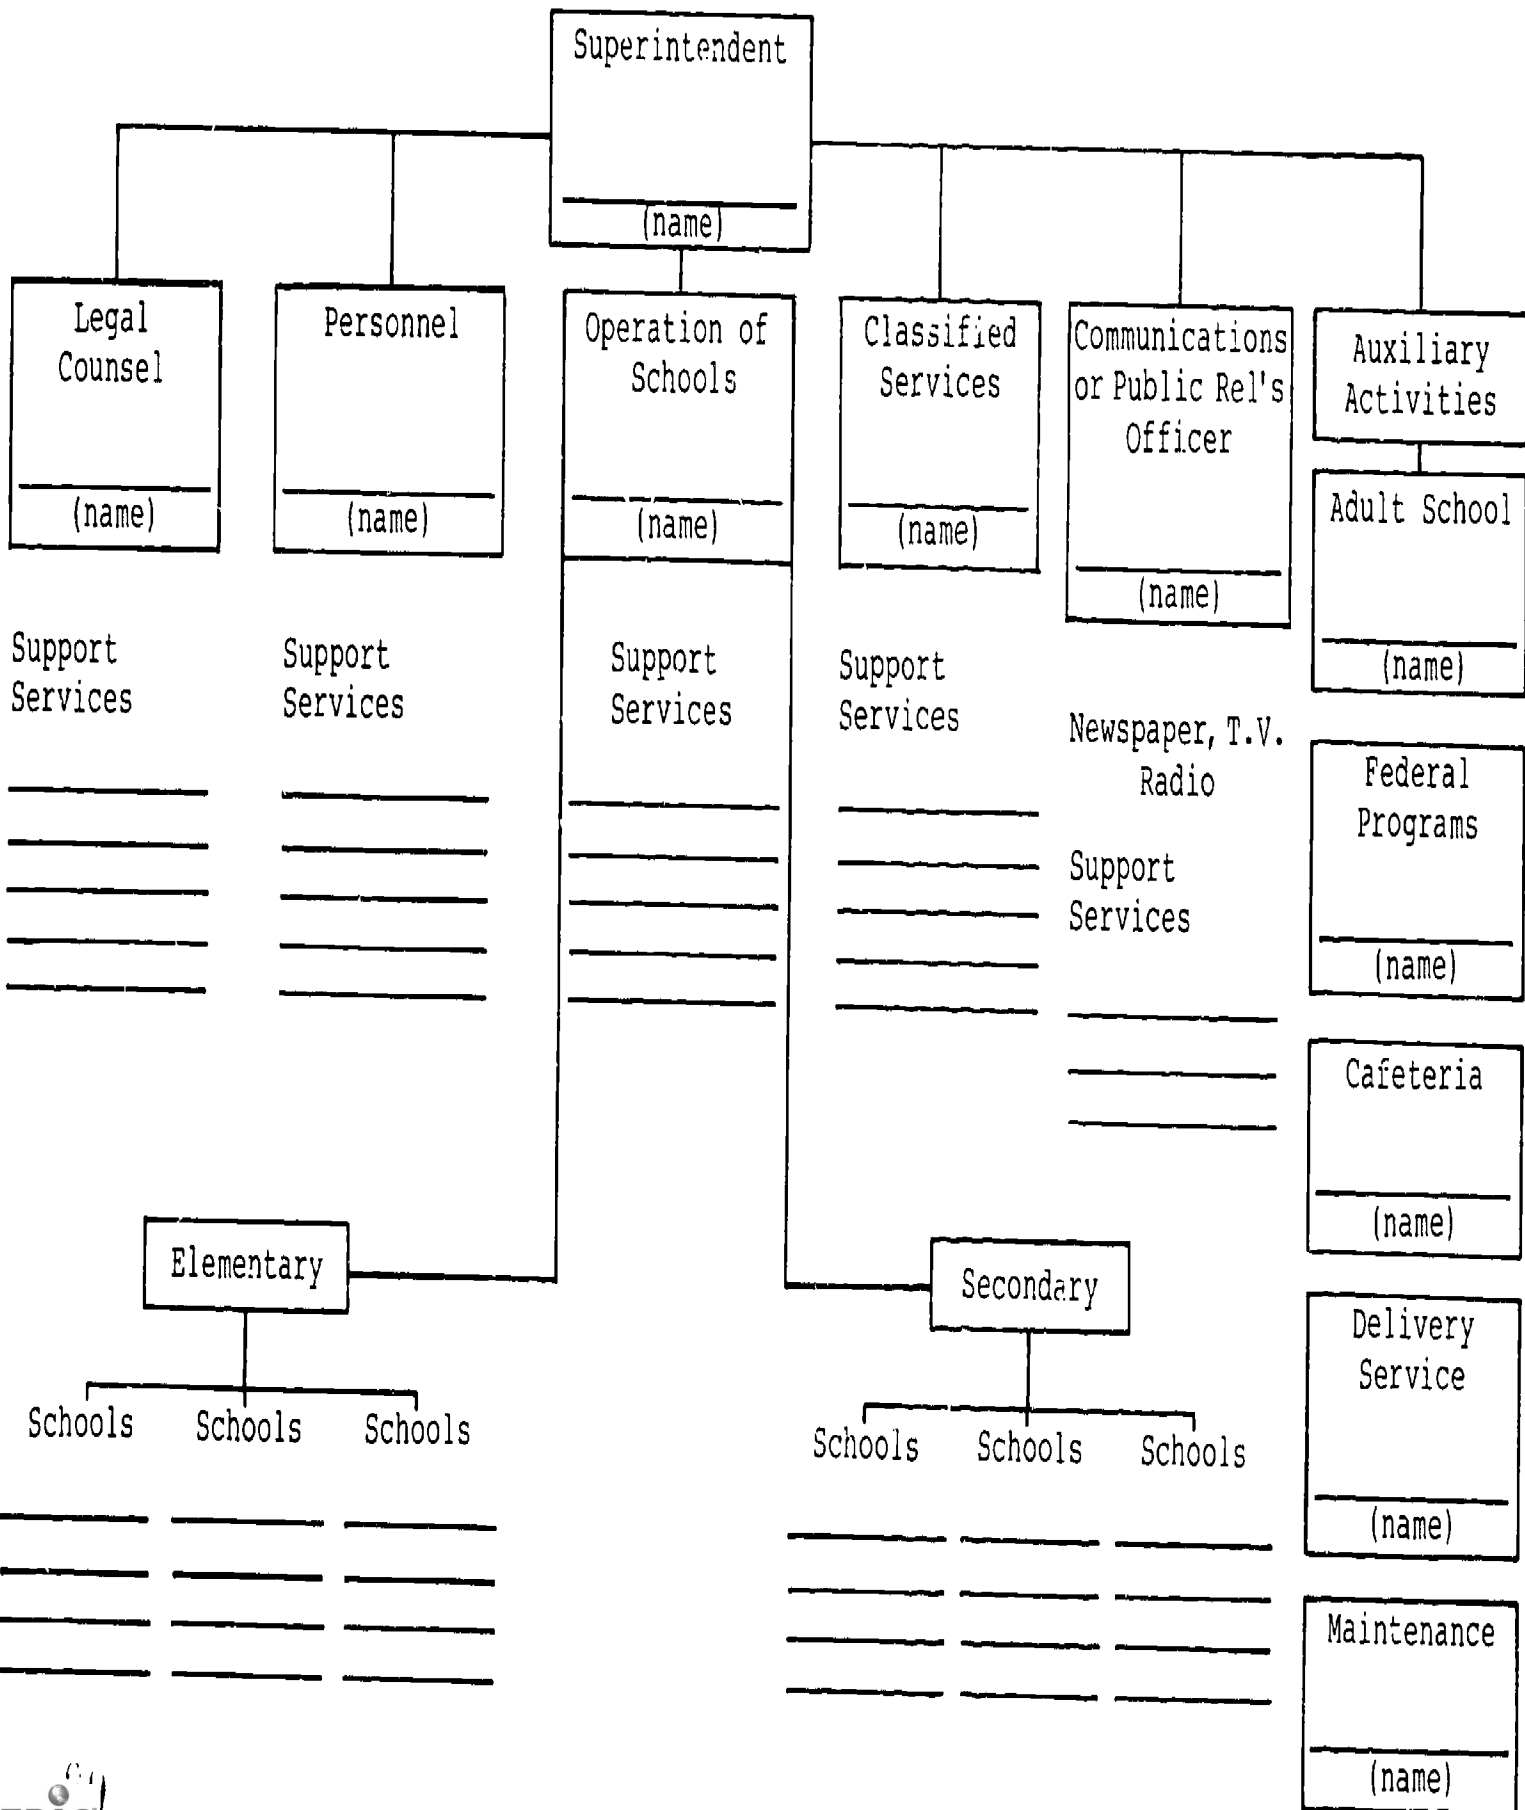 Superintendent
(name)
Legal
Counsel
(name)
Personnel
(name)
Operation of
Schools
(name)
Classified
Services
(name)
Communications
or Public Rel's
Officer
(name)
Auxiliary
Activities
Adult School
(name)
Support
Services
Support
Services
Support
Services
Support
Services
Newspaper, T.V.
Radio
Support
Services
Federal
Programs
(name)
Cafeteria
(name)
Delivery
Service
(name)
Maintenance
(name)
Elementary
Schools
Schools
Schools
Secondary
Schools
Schools
Schools